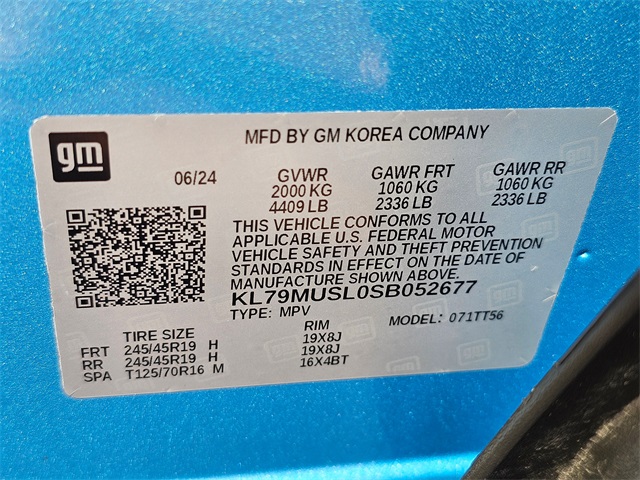 gm
MFD BY GM KOREA COMPANY
06/24
GVWR GAWR FRT GAWR RR
2000 KG 1060 KG 1060 KG
4409 LB 2336 LB 2336 LB
THIS VEHICLE CONFORMS TO ALL
APPLICABLE U.S. FEDERAL MOTOR
VEHICLE SAFETY AND THEFT PREVENTION
STANDARDS IN EFFECT ON THE DATE OF
MANUFACTURE SHOWN ABOVE.
KL79MUSL0SB052677
TYPE: MPV MODEL: 071TT56
TIRE SIZE RIM
FRT 245/45R19 H 19X8J
RR 245/45R19 H 19X8J
SPA T125/70R16 M 16X4BT